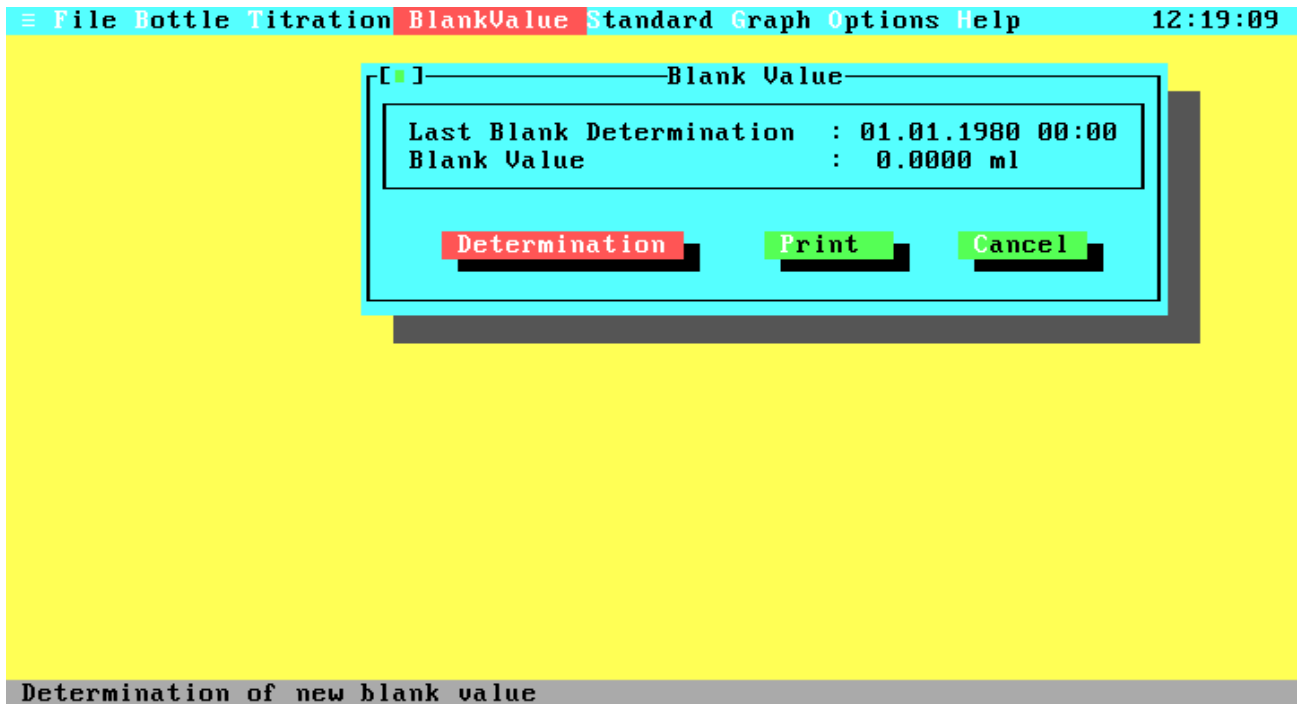 ≡ File Bottle Titration BlankValue Standard Graph Options Help 12:19:09
[■] Blank Value
Last Blank Determination : 01.01.1980 00:00
Blank Value : 0.0000 ml
Determination Print Cancel
Determination of new blank value